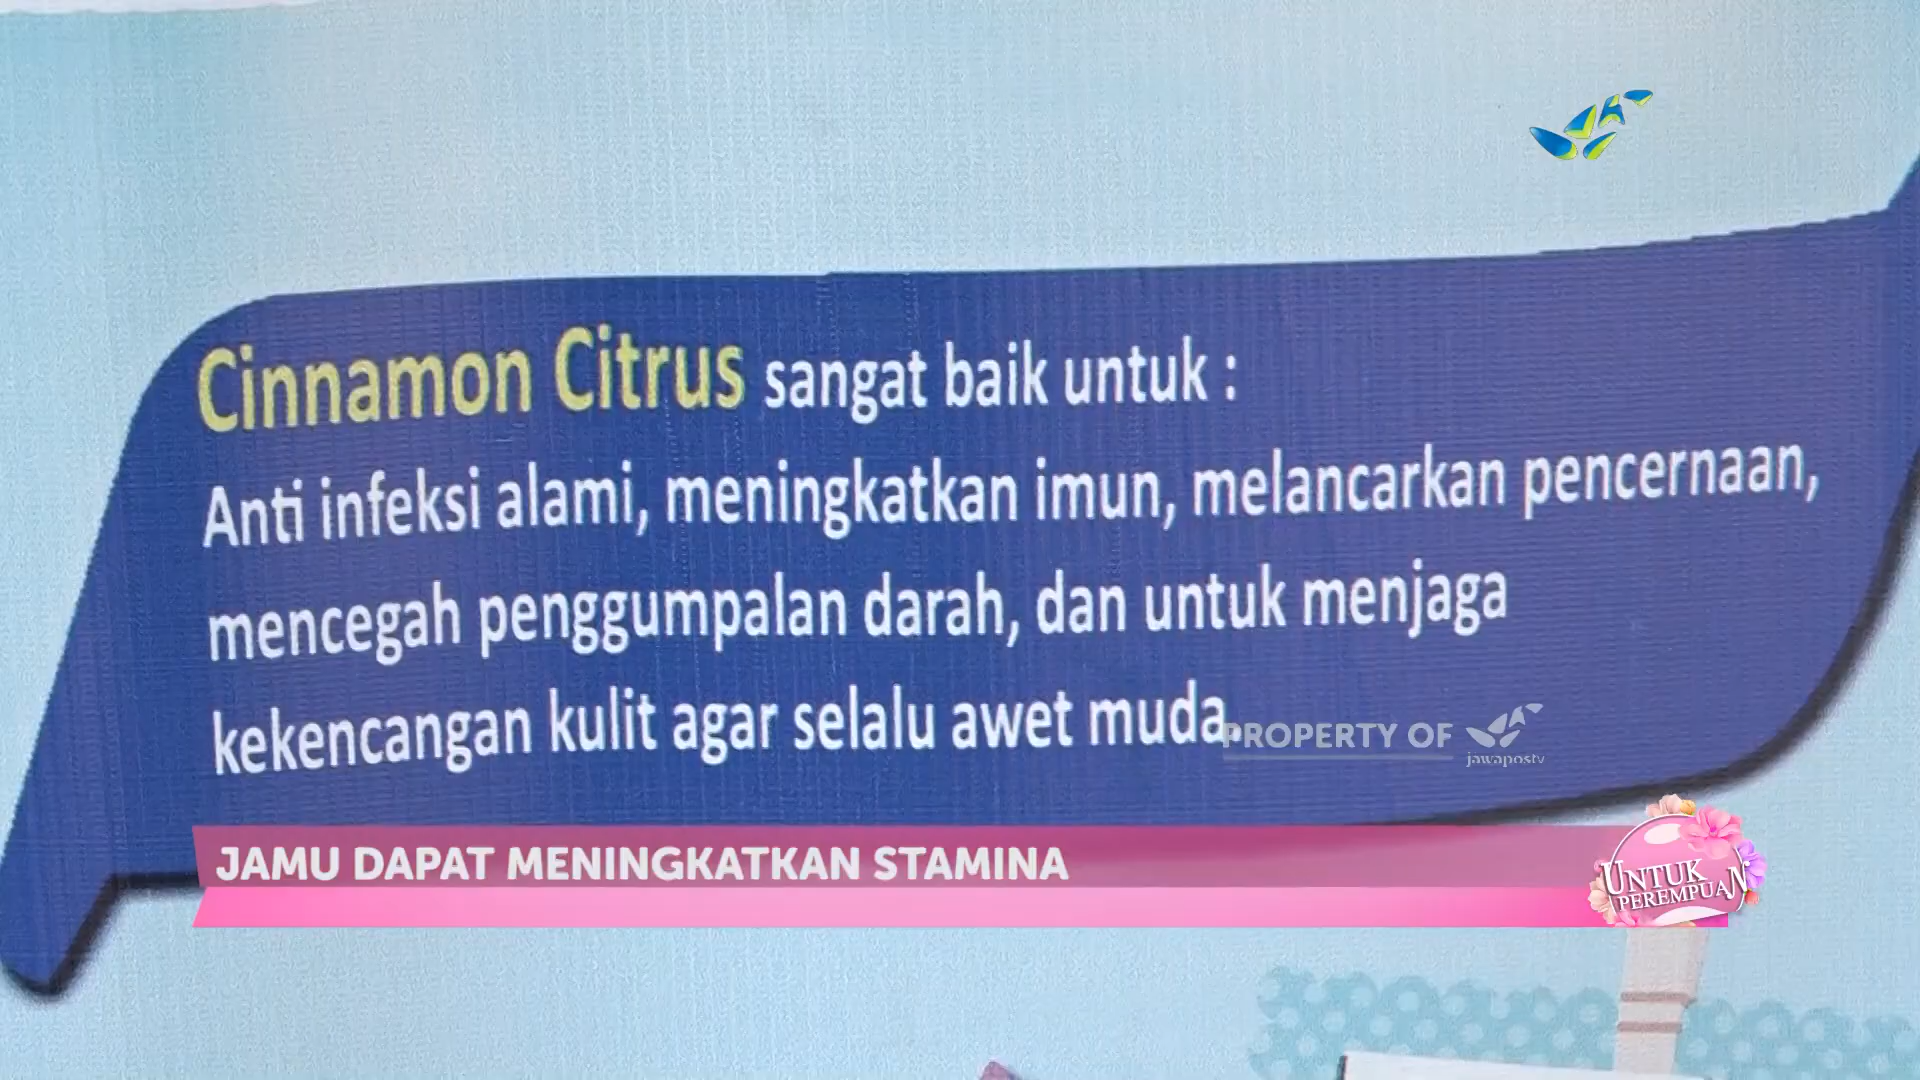 Cinnamon Citrus sangat baik untuk :
Anti infeksi alami, meningkatkan imun, melancarkan pencernaan,
mencegah penggumpalan darah, dan untuk menjaga
kekencangan kulit agar selalu awet muda.
PROPERTY OF
jawapostv
JAMU DAPAT MENINGKATKAN STAMINA
UNTUK
PEREMPUAN